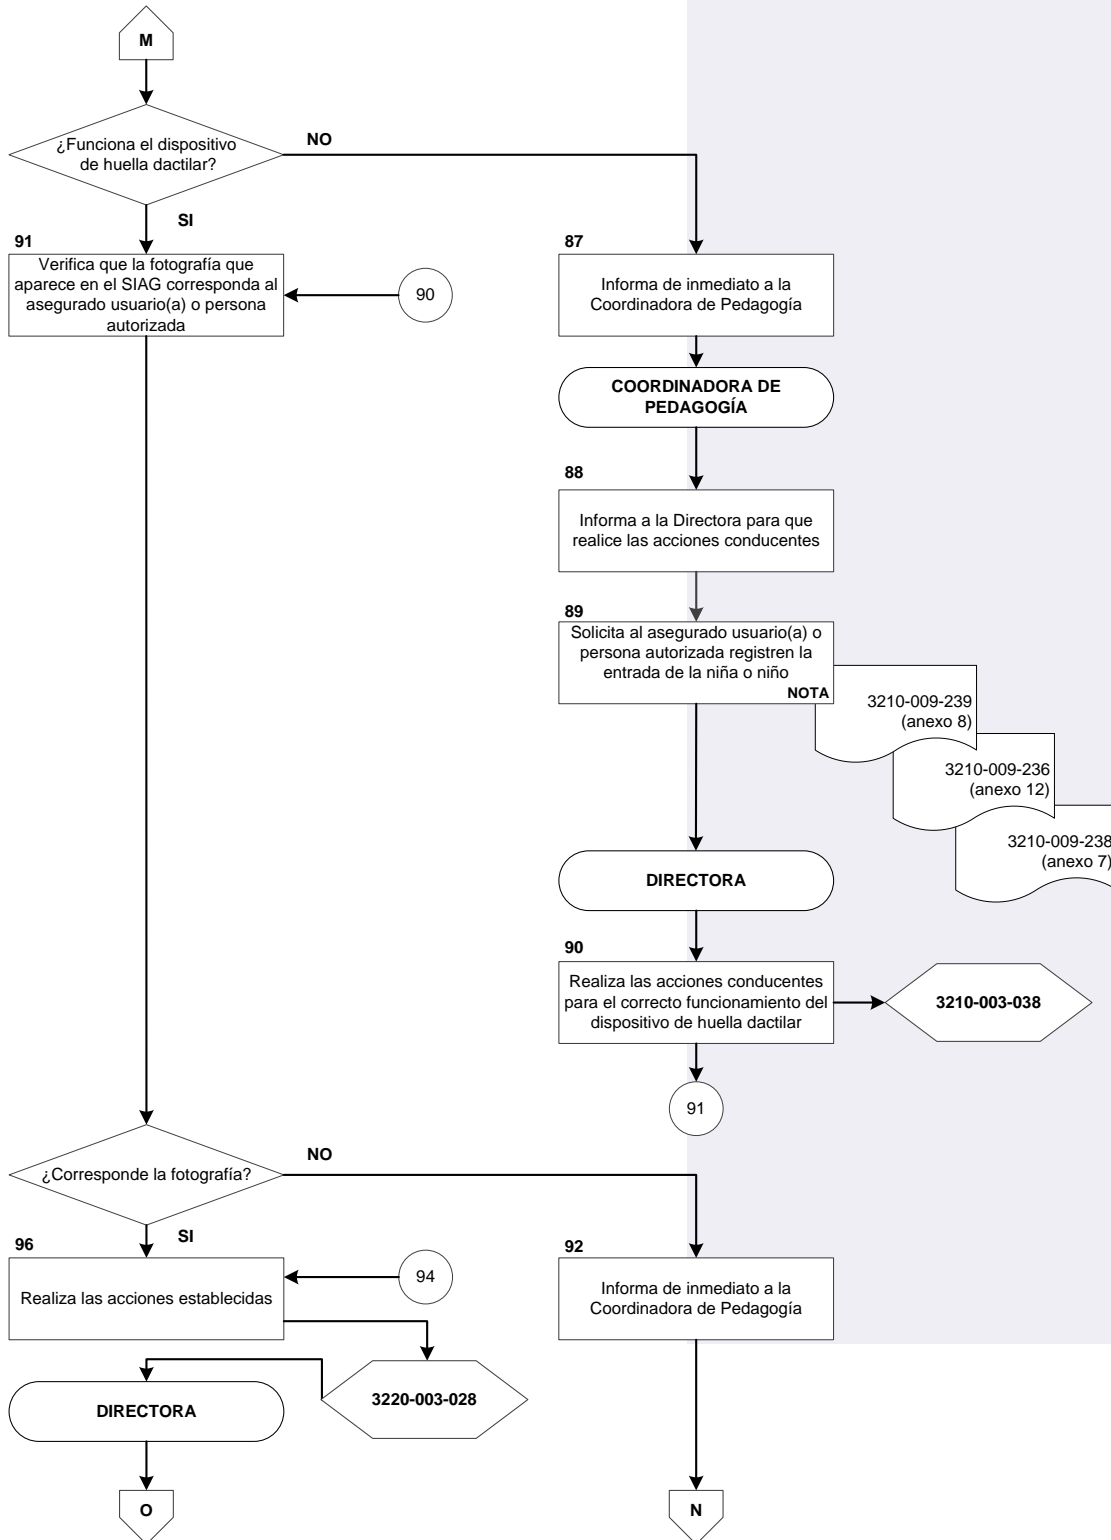 M
¿Funciona el dispositivo
de huella dactilar?
NO
SI
91
Verifica que la fotografía que
aparece en el SIAG corresponda al
asegurado usuario(a) o persona
autorizada
90
87
Informa de inmediato a la
Coordinadora de Pedagogía
COORDINADORA DE
PEDAGOGÍA
88
Informa a la Directora para que
realice las acciones conducentes
89
Solicita al asegurado usuario(a) o
persona autorizada registren la
entrada de la niña o niño
NOTA
3210-009-239
(anexo 8)
3210-009-236
(anexo 12)
3210-009-238
(anexo 7)
DIRECTORA
90
Realiza las acciones conducentes
para el correcto funcionamiento del
dispositivo de huella dactilar
3210-003-038
91
¿Corresponde la fotografía?
NO
SI
96
Realiza las acciones establecidas
94
92
Informa de inmediato a la
Coordinadora de Pedagogía
3220-003-028
DIRECTORA
O
N